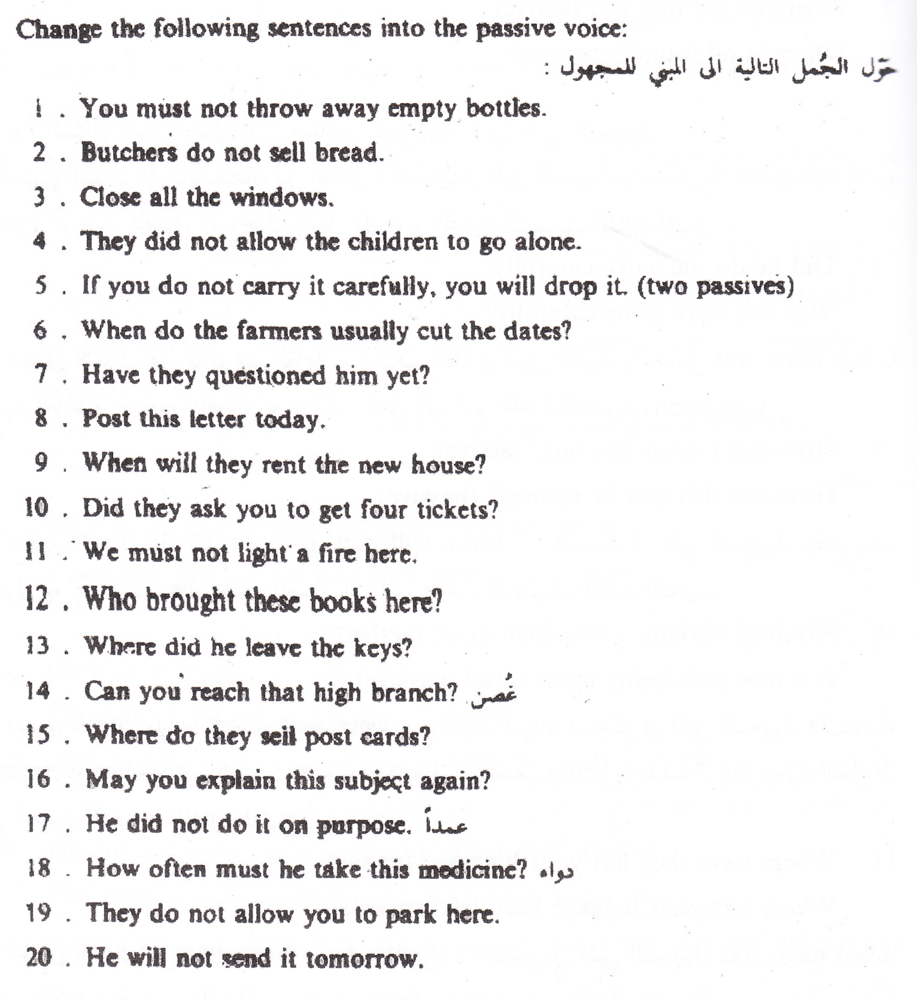 Change the following sentences into the passive voice:
حَوّل الجُمل التالية الى المبني للمجهول :
1 . You must not throw away empty bottles.
2 . Butchers do not sell bread.
3 . Close all the windows.
4 . They did not allow the children to go alone.
5 . If you do not carry it carefully, you will drop it. (two passives)
6 . When do the farmers usually cut the dates?
7 . Have they questioned him yet?
8 . Post this letter today.
9 . When will they rent the new house?
10 . Did they ask you to get four tickets?
11 . We must not light a fire here.
12 . Who brought these books here?
13 . Where did he leave the keys?
14 . Can you reach that high branch? غُصن
15 . Where do they sell post cards?
16 . May you explain this subject again?
17 . He did not do it on purpose. عمداً
18 . How often must he take this medicine? دواء
19 . They do not allow you to park here.
20 . He will not send it tomorrow.